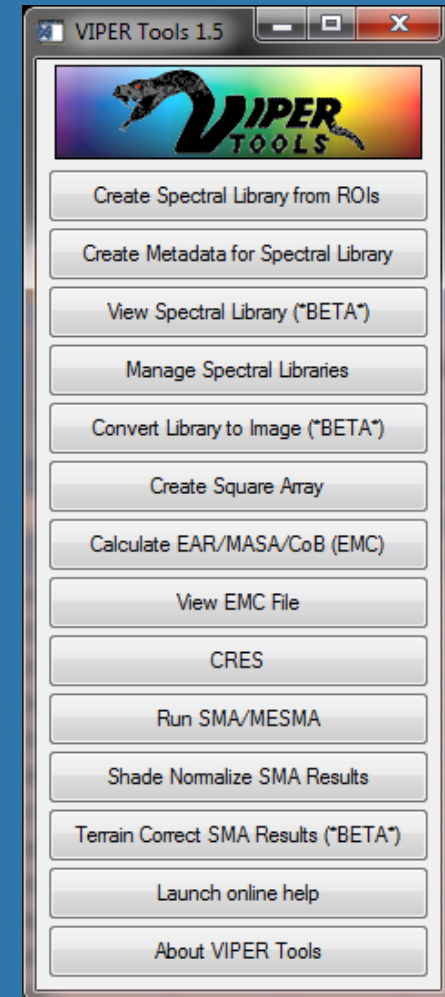 VIPER Tools 1.5
VIPER
TOOLS
Create Spectral Library from ROIs
Create Metadata for Spectral Library
View Spectral Library (*BETA*)
Manage Spectral Libraries
Convert Library to Image (*BETA*)
Create Square Array
Calculate EAR/MASA/CoB (EMC)
View EMC File
CRES
Run SMA/MESMA
Shade Normalize SMA Results
Terrain Correct SMA Results (*BETA*)
Launch online help
About VIPER Tools